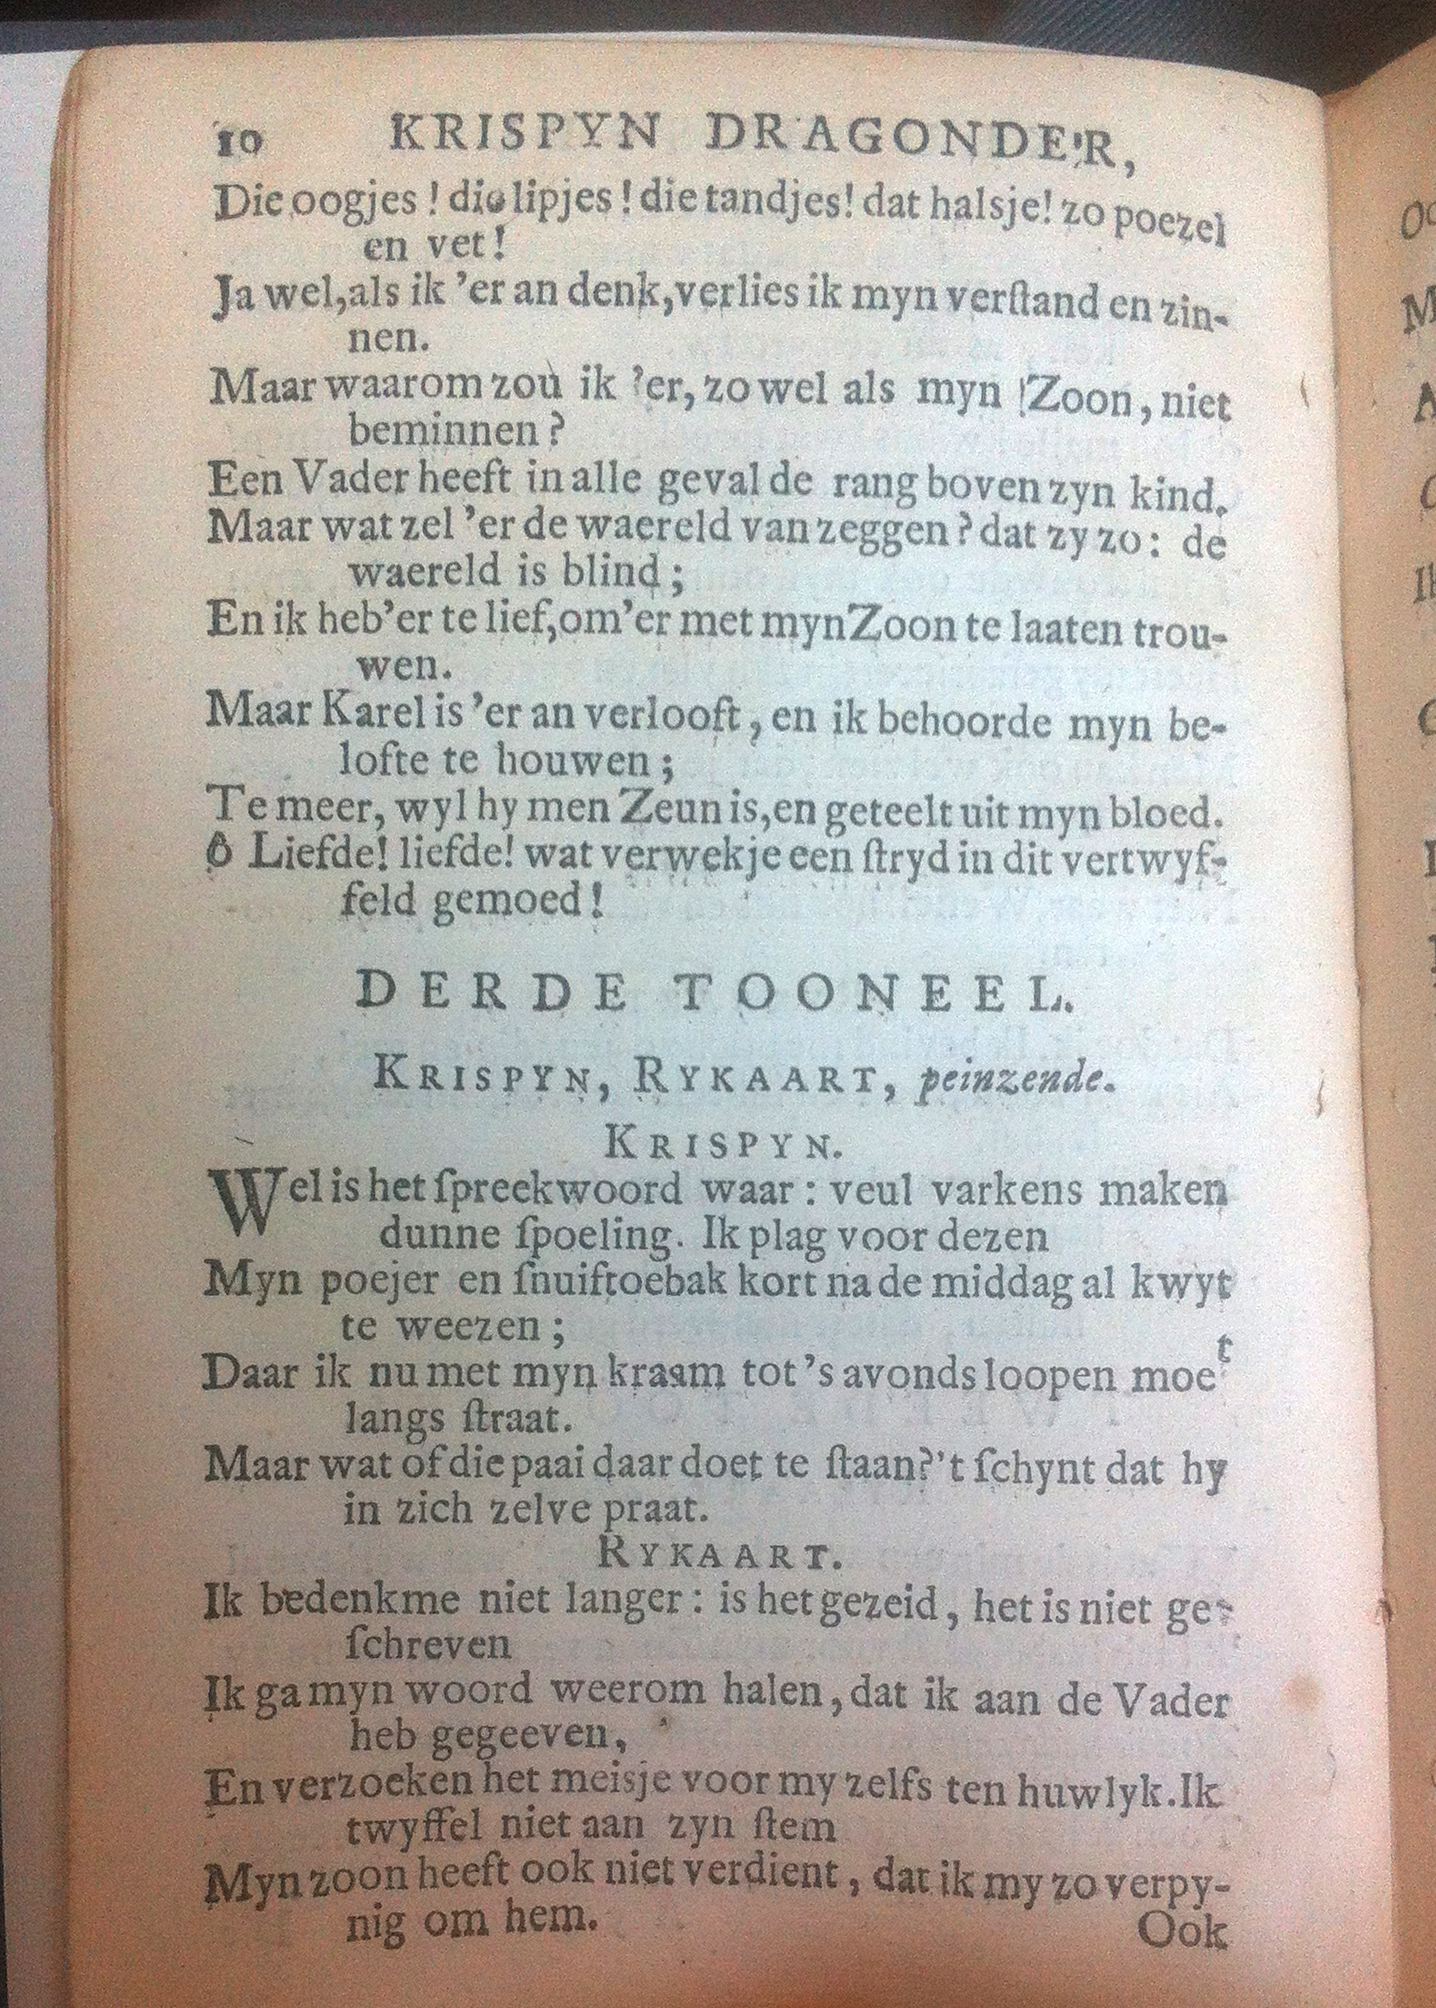 10 KRISPYN DRAGONDER,
Die oogjes! die lipjes! die tandjes! dat halsje! zo poezel
en vet!
Ja wel, als ik 'er an denk, verlies ik myn verſtand en zin-
nen.
Maar waarom zou ik 'er, zo wel als myn Zoon, niet
beminnen?
Een Vader heeft in alle geval de rang boven zyn kind.
Maar wat zel 'er de waereld van zeggen? dat zy zo: de
waereld is blind;
En ik heb'er te lief, om'er met myn Zoon te laaten trou-
wen.
Maar Karel is 'er an verlooft, en ik behoorde myn be-
lofte te houwen;
Te meer, wyl hy men Zeun is, en geteelt uit myn bloed.
ô Liefde! liefde! wat verwekje een ſtryd in dit vertwyf-
feld gemoed!
DERDE TOONEEL.
KRISPYN, RYKAART, peinzende.
KRISPYN.
Wel is het ſpreekwoord waar: veul varkens maken
dunne ſpoeling. Ik plag voor dezen
Myn poejer en ſnuiftoebak kort na de middag al kwyt
te weezen;
Daar ik nu met myn kraam tot 's avonds loopen moet
langs ſtraat.
Maar wat of die paai daar doet te ſtaan? 't ſchynt dat hy
in zich zelve praat.
RYKAART.
Ik bedenkme niet langer: is het gezeid, het is niet ge-
ſchreven
Ik ga myn woord weerom halen, dat ik aan de Vader
heb gegeeven,
En verzoeken het meisje voor my zelfs ten huwlyk. Ik
twyffel niet aan zyn ſtem
Myn zoon heeft ook niet verdient, dat ik my zo verpy-
nig om hem.
Ook